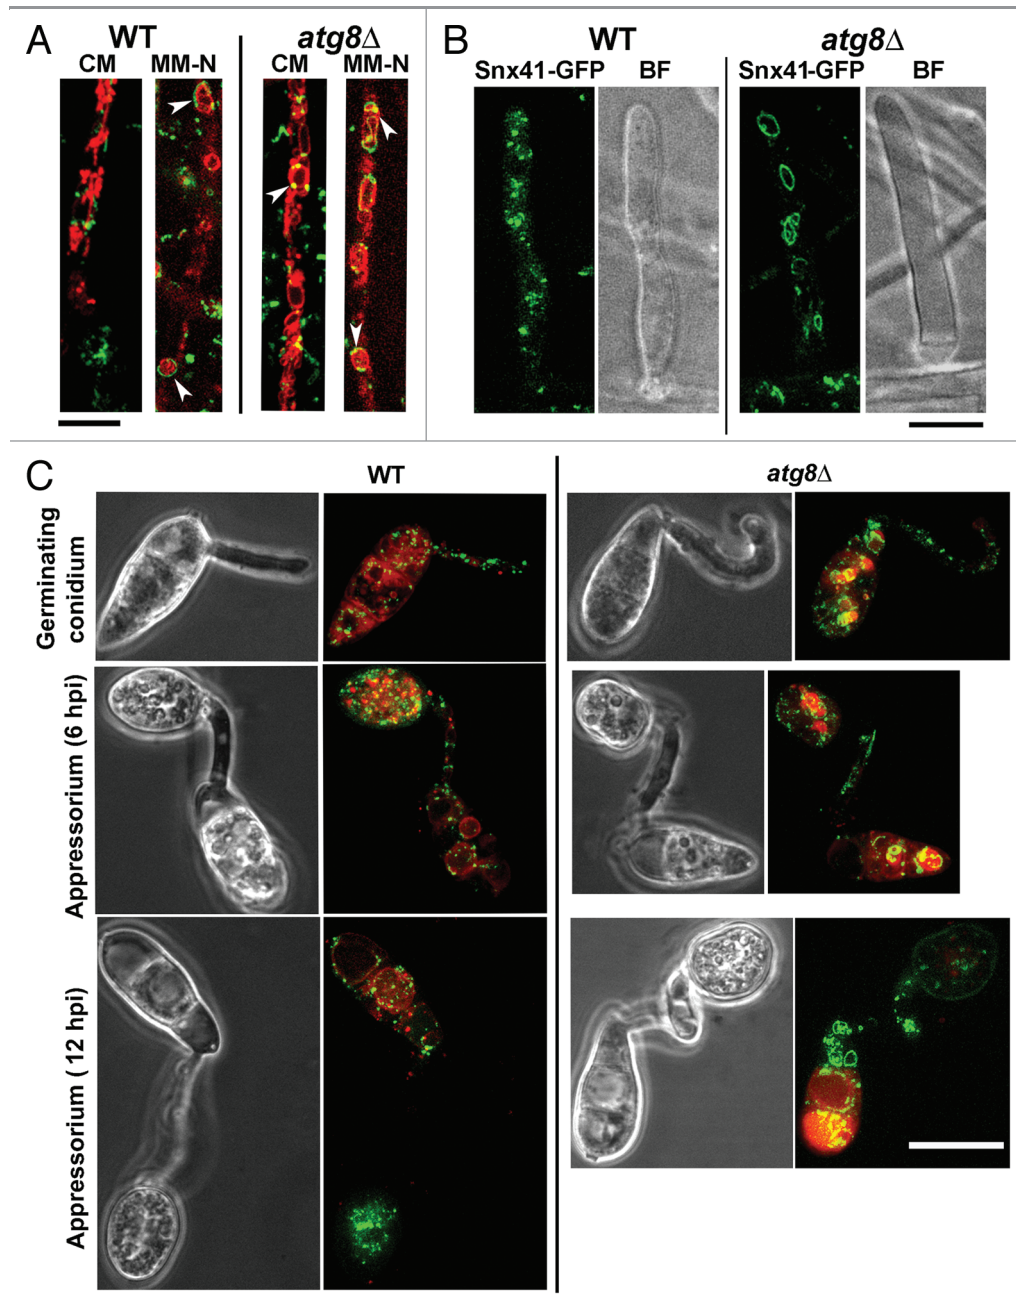 A
WT
atg8Δ
CM
MM-N
CM
MM-N
B
WT
atg8Δ
Snx41-GFP
BF
Snx41-GFP
BF
C
WT
atg8Δ
Germinating
conidium
Appressorium (6 hpi)
Appressorium (12 hpi)